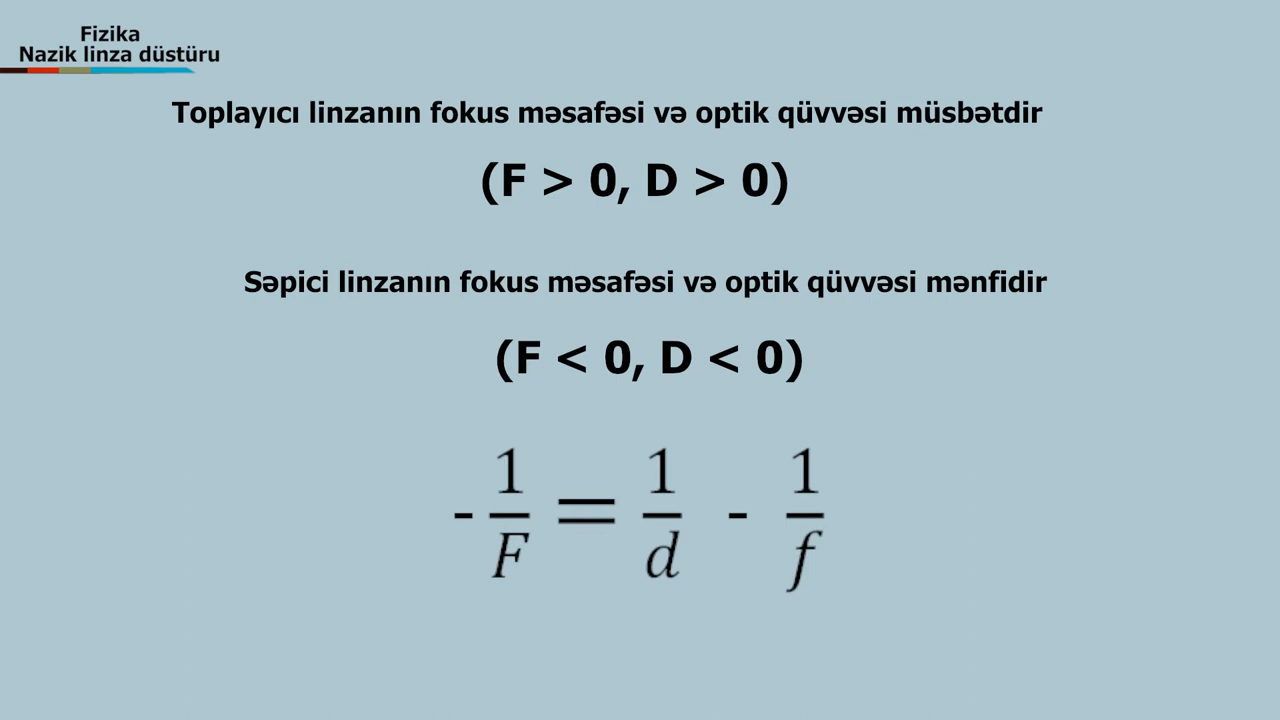 Fizika
Nazik linza düstüru
Toplayıcı linzanın fokus məsafəsi və optik qüvvəsi müsbətdir
(F > 0, D > 0)
Səpici linzanın fokus məsafəsi və optik qüvvəsi mənfidir
(F < 0, D < 0)
- 1/F = 1/d - 1/f